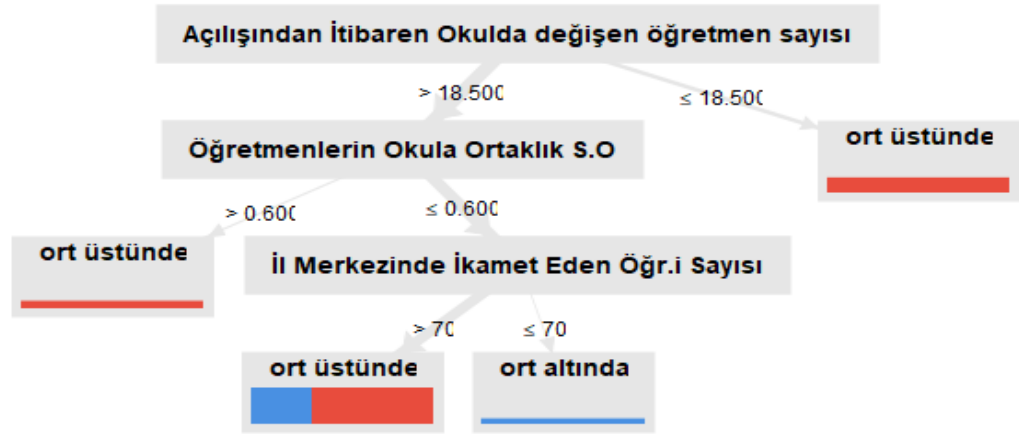 Açılışından İtibaren Okulda değişen öğretmen sayısı
> 18.500
≤ 18.500
Öğretmenlerin Okula Ortaklık S.O
ort üstünde
> 0.600
≤ 0.600
ort üstünde
İl Merkezinde İkamet Eden Öğr.i Sayısı
> 70
≤ 70
ort üstünde
ort altında